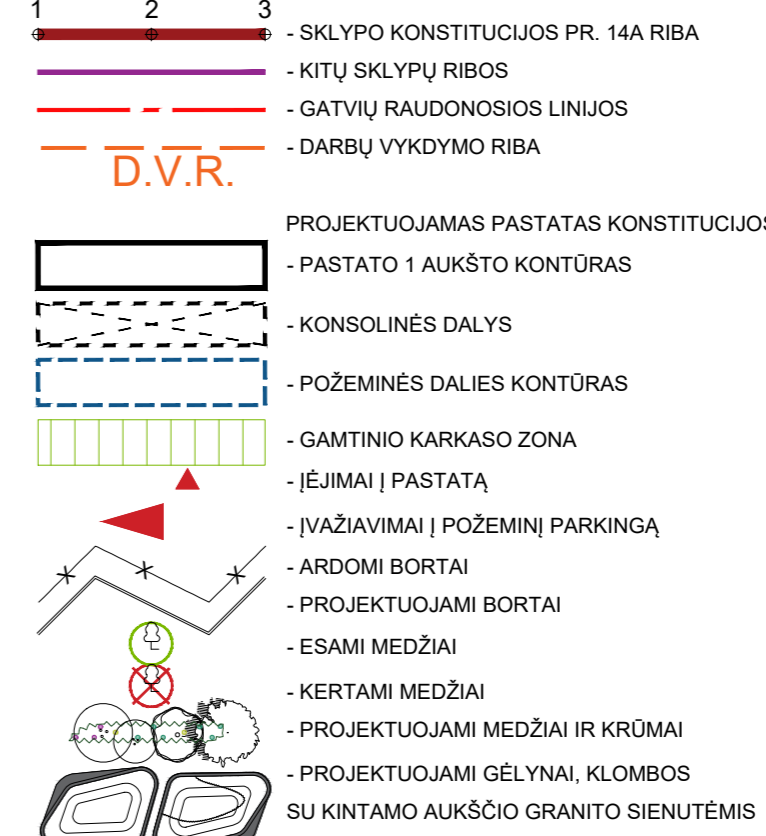 1 2 3
- SKLYPO KONSTITUCIJOS PR. 14A RIBA
- KITŲ SKLYPŲ RIBOS
- GATVIŲ RAUDONOSIOS LINIJOS
- DARBŲ VYKDYMO RIBA
D.V.R.
PROJEKTUOJAMAS PASTATAS KONSTITUCIJOS
- PASTATO 1 AUKŠTO KONTŪRAS
- KONSOLINĖS DALYS
- POŽEMINĖS DALIES KONTŪRAS
- GAMTINIO KARKASO ZONA
- ĮĖJIMAI Į PASTATĄ
- ĮVAŽIAVIMAI Į POŽEMINĮ PARKINGĄ
- ARDOMI BORTAI
- PROJEKTUOJAMI BORTAI
- ESAMI MEDŽIAI
- KERTAMI MEDŽIAI
- PROJEKTUOJAMI MEDŽIAI IR KRŪMAI
- PROJEKTUOJAMI GĖLYNAI, KLOMBOS
SU KINTAMO AUKŠČIO GRANITO SIENUTĖMIS